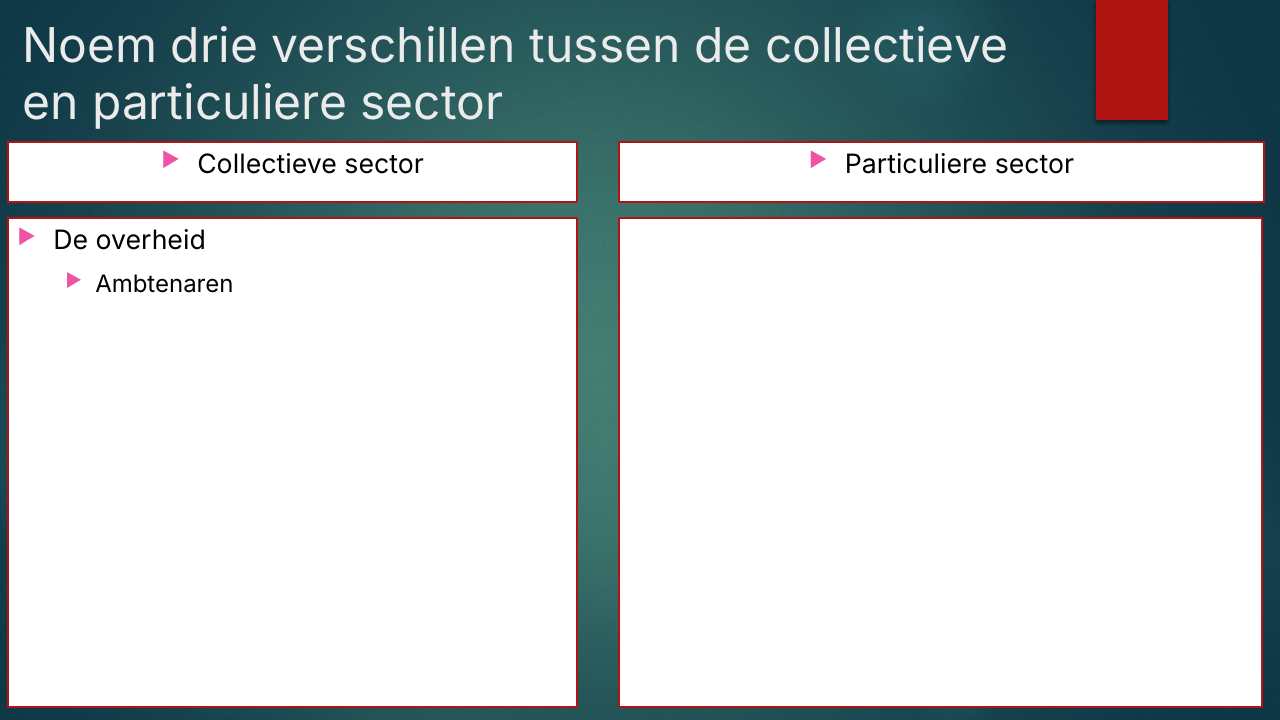 Noem drie verschillen tussen de collectieve
en particuliere sector
Collectieve sector
Particuliere sector
De overheid
Ambtenaren